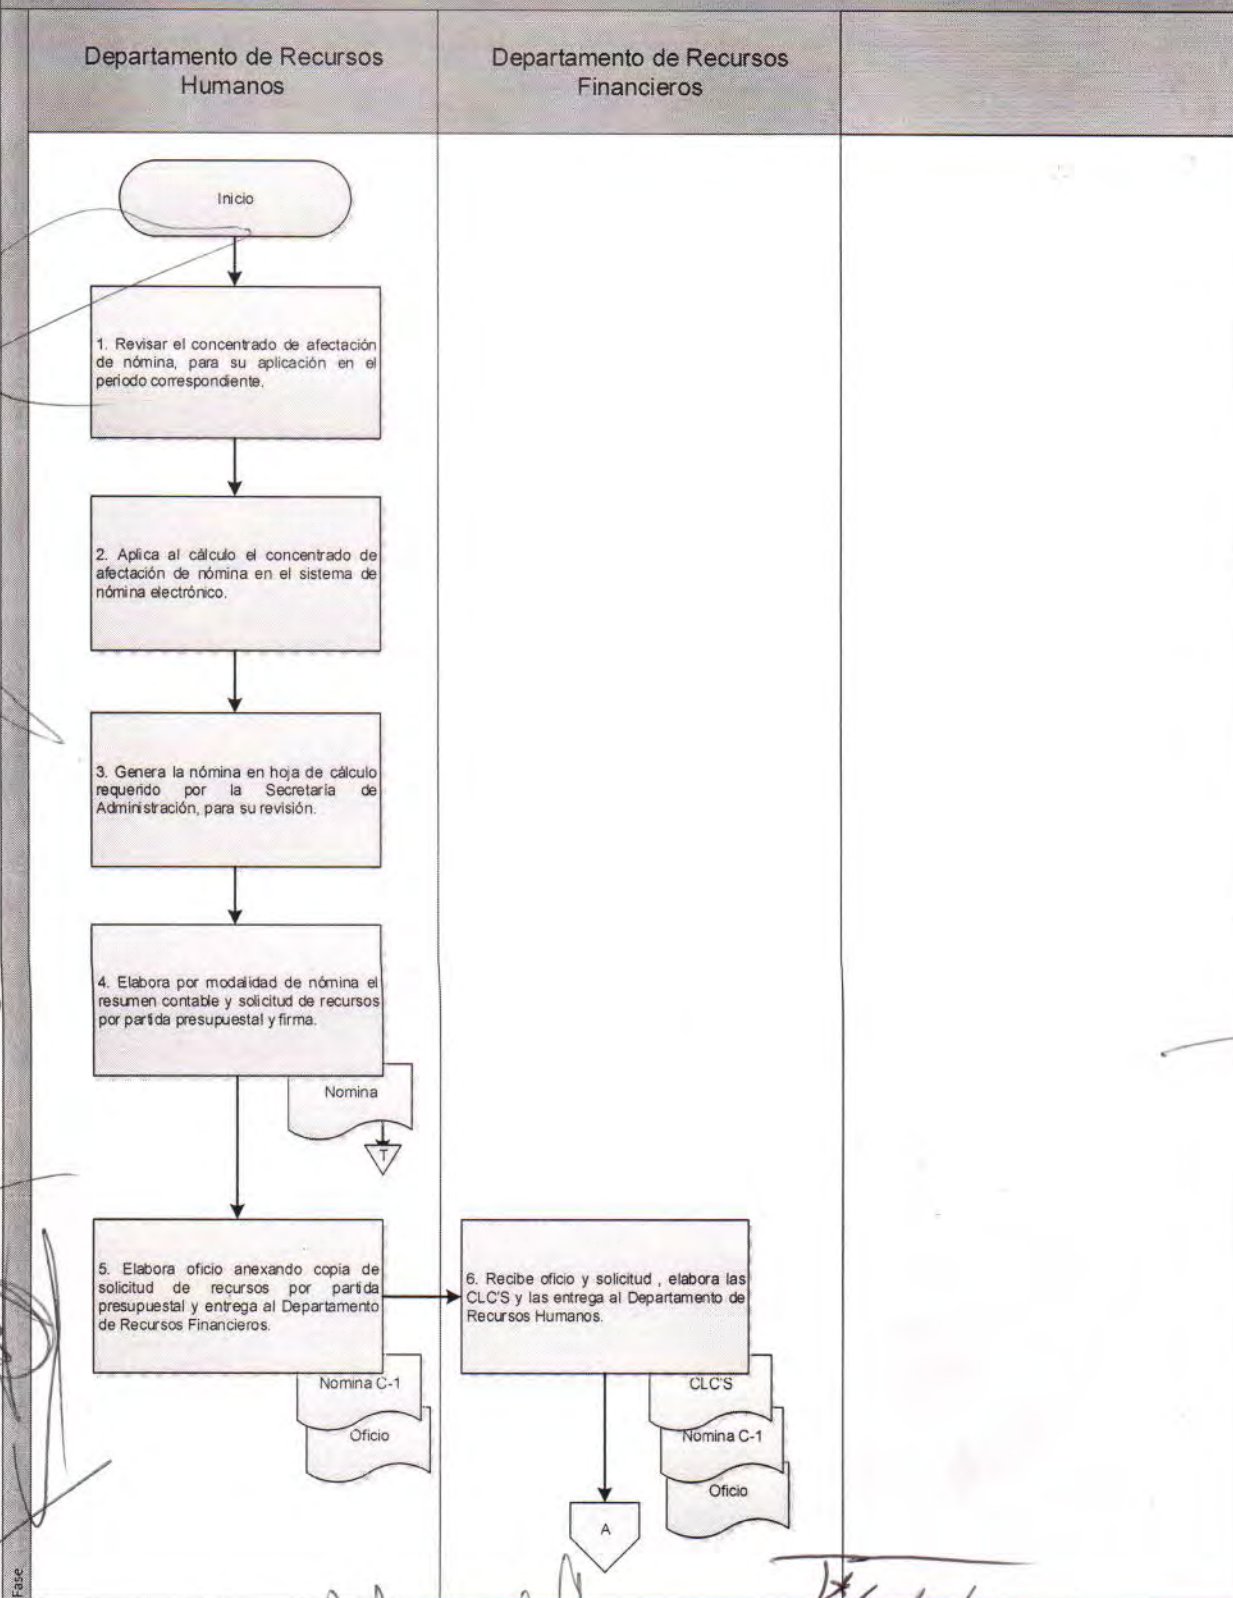 Departamento de Recursos
Humanos
Departamento de Recursos
Financieros
Inicio
1. Revisar el concentrado de afectación
de nómina, para su aplicación en el
periodo correspondiente.
2. Aplica al cálculo el concentrado de
afectación de nómina en el sistema de
nómina electrónico.
3. Genera la nómina en hoja de cálculo
requerido por la Secretaría de
Administración, para su revisión.
4. Elabora por modalidad de nómina el
resumen contable y solicitud de recursos
por partida presupuestal y firma.
Nomina
T
5. Elabora oficio anexando copia de
solicitud de recursos por partida
presupuestal y entrega al Departamento
de Recursos Financieros.
Nomina C-1
Oficio
6. Recibe oficio y solicitud , elabora las
CLC'S y las entrega al Departamento de
Recursos Humanos.
CLC'S
Nomina C-1
Oficio
A
Fase